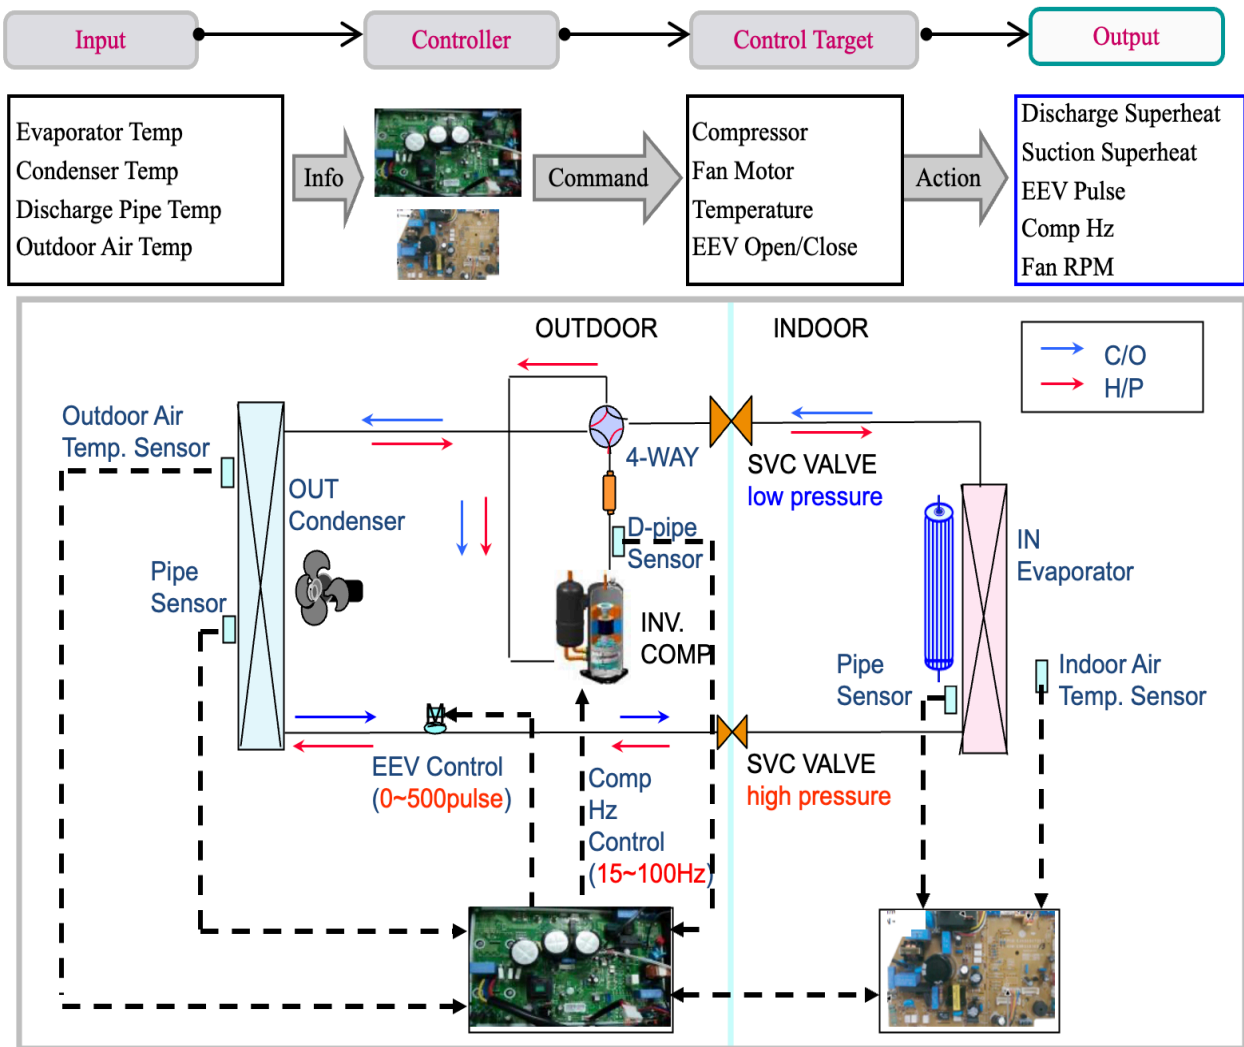 Input
Controller
Control Target
Output
Evaporator Temp
Condenser Temp
Discharge Pipe Temp
Outdoor Air Temp
Info
Command
Compressor
Fan Motor
Temperature
EEV Open/Close
Action
Discharge Superheat
Suction Superheat
EEV Pulse
Comp Hz
Fan RPM
OUTDOOR
INDOOR
C/O
H/P
Outdoor Air
Temp. Sensor
OUT
Condenser
4-WAY
SVC VALVE
low pressure
D-pipe
Sensor
IN
Evaporator
Pipe
Sensor
INV.
COMP
Pipe
Sensor
Indoor Air
Temp. Sensor
EEV Control
(0~500pulse)
Comp
Hz
Control
(15~100Hz)
SVC VALVE
high pressure